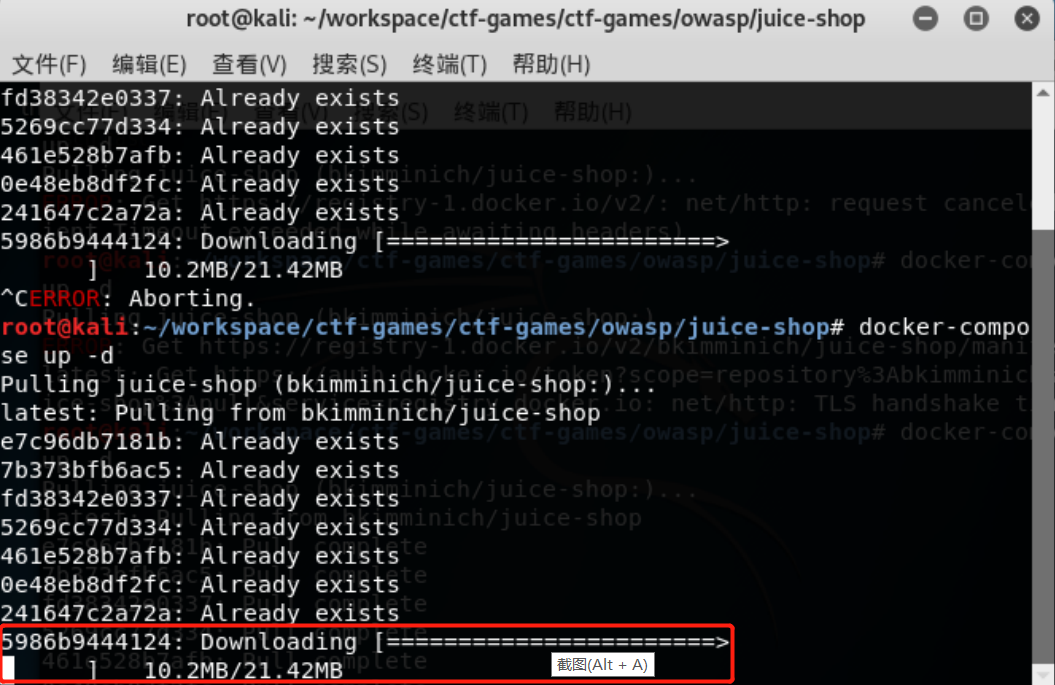 root@kali: ~/workspace/ctf-games/ctf-games/owasp/juice-shop
文件(F) 编辑(E) 查看(V) 搜索(S) 终端(T) 帮助(H)
fd38342e0337: Already exists
5269cc77d334: Already exists
461e528b7afb: Already exists
0e48eb8df2fc: Already exists
241647c2a72a: Already exists
5986b9444124: Downloading [=======================>
      ]   10.2MB/21.42MB
^CERROR: Aborting.
root@kali:~/workspace/ctf-games/ctf-games/owasp/juice-shop# docker-compo
se up -d
Pulling juice-shop (bkimminich/juice-shop:)...
latest: Pulling from bkimminich/juice-shop
e7c96db7181b: Already exists
7b373bfb6ac5: Already exists
fd38342e0337: Already exists
5269cc77d334: Already exists
461e528b7afb: Already exists
0e48eb8df2fc: Already exists
241647c2a72a: Already exists
5986b9444124: Downloading [=======================>
      ]   10.2MB/21.42MB
截图(Alt + A)